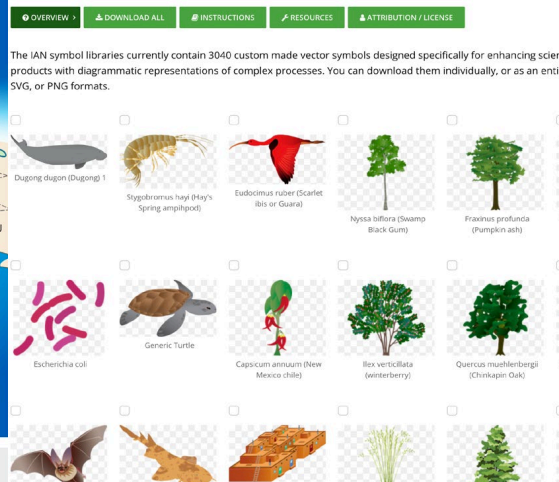 OVERVIEW › DOWNLOAD ALL INSTRUCTIONS RESOURCES ATTRIBUTION / LICENSE
The IAN symbol libraries currently contain 3040 custom made vector symbols designed specifically for enhancing scien
products with diagrammatic representations of complex processes. You can download them individually, or as an enti
SVG, or PNG formats.
Dugong dugon (Dugong) 1
Stygobromus hayi (Hay's
Spring ampihpod)
Eudocimus ruber (Scarlet
ibis or Guara)
Nyssa biflora (Swamp
Black Gum)
Fraxinus profunda
(Pumpkin ash)
Escherichia coli
Generic Turtle
Capsicum annuum (New
Mexico chile)
Ilex verticillata
(winterberry)
Quercus muehlenbergii
(Chinkapin Oak)